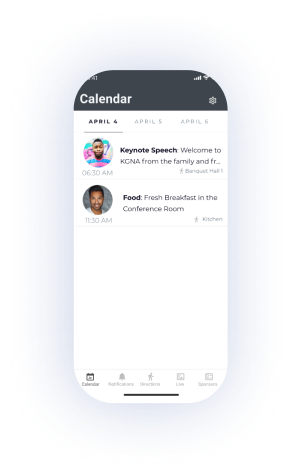 9:41
Calendar
APRIL 4 APRIL 5 APRIL 6
Keynote Speech: Welcome to
KGNA from the family and fr...
06:30 AM Banquet Hall 1
Food: Fresh Breakfast in the
Conference Room
11:30 AM Kitchen
Calendar Notifications Directions Live Sponsors